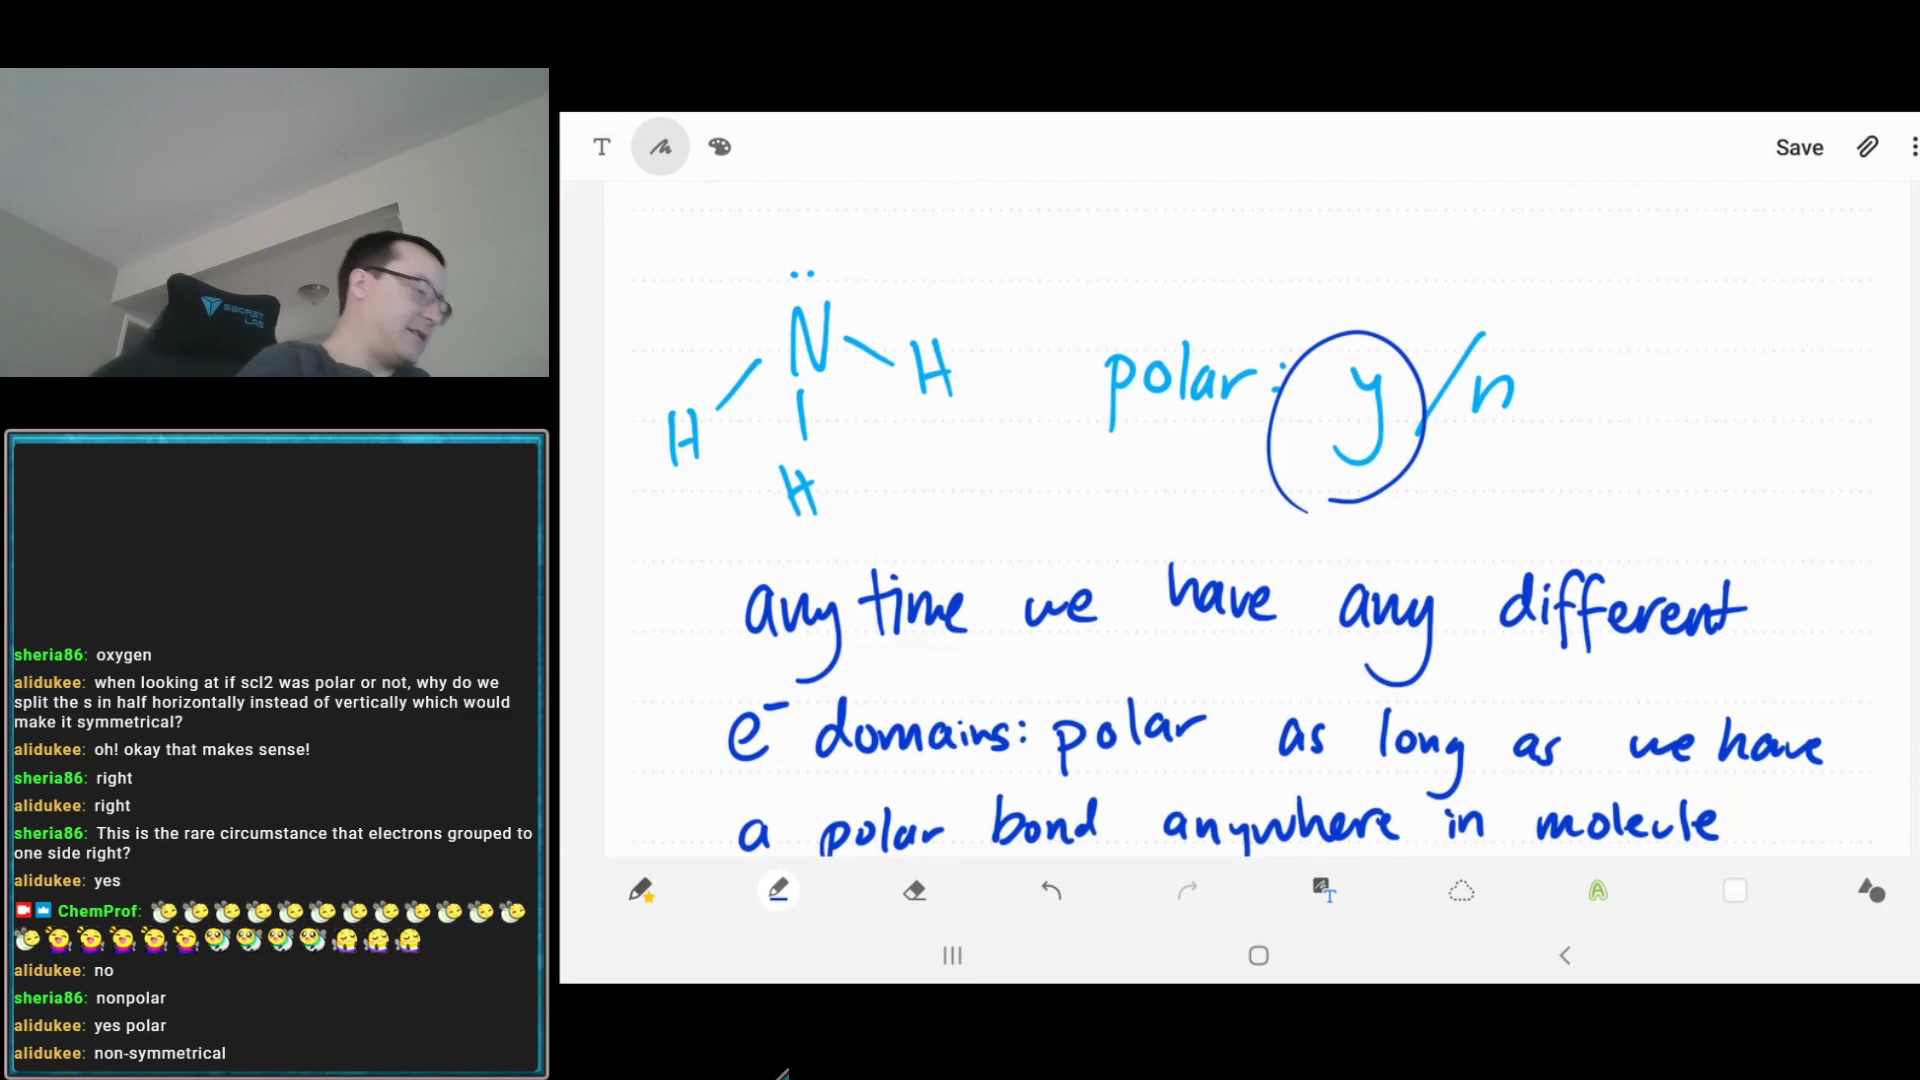 T
Save
SECRET
LAB
N
H
H
H
polar: y/n
any time we have any different
e⁻ domains: polar as long as we have
a polar bond anywhere in molecule
T
A
sheria86: oxygen
alidukee: when looking at if scl2 was polar or not, why do we
split the s in half horizontally instead of vertically which would
make it symmetrical?
alidukee: oh! okay that makes sense!
sheria86: right
alidukee: right
sheria86: This is the rare circumstance that electrons grouped to
one side right?
alidukee: yes
ChemProf:
alidukee: no
sheria86: nonpolar
alidukee: yes polar
alidukee: non-symmetrical